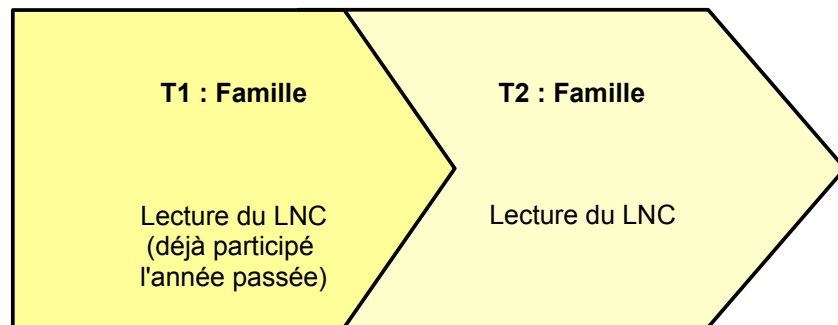 T1 : Famille
Lecture du LNC
(déjà participé
l'année passée)
T2 : Famille
Lecture du LNC